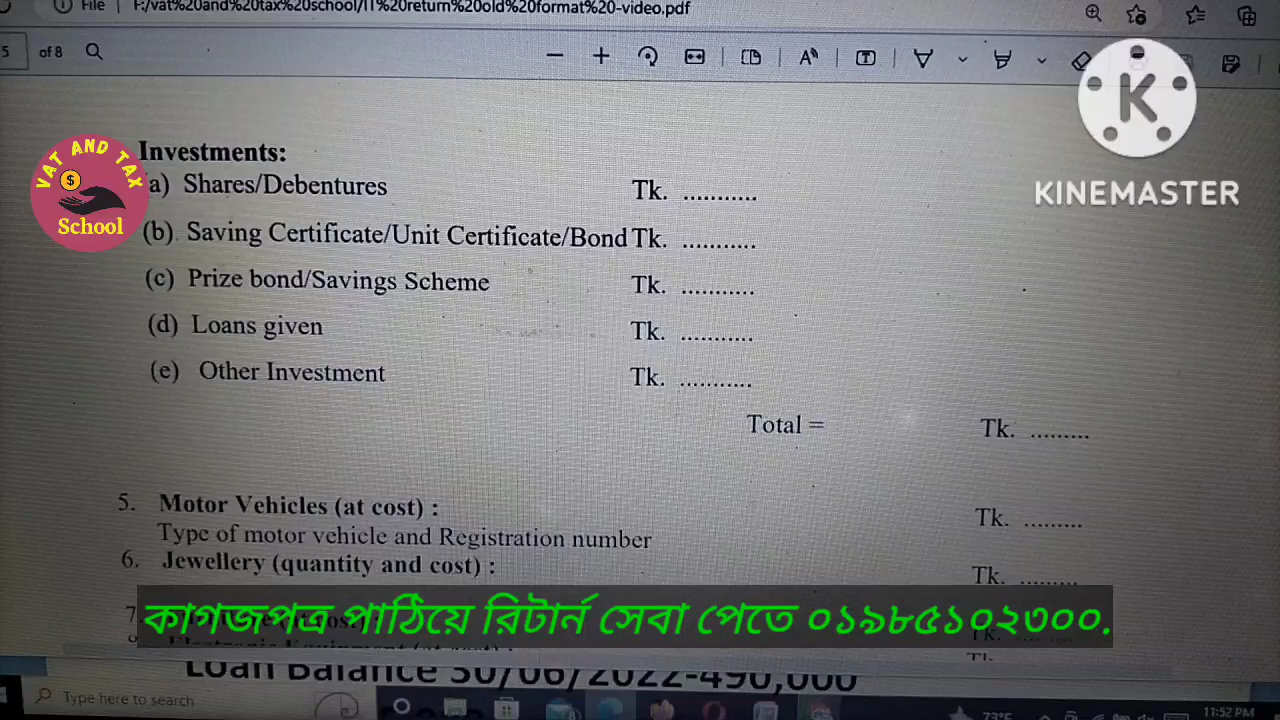 File | F:/vat%20and%20tax%20school/IT%20return%20old%20format%20-video.pdf
5 of 8
Investments:
VAT AND TAX
School
K
KINEMASTER
(a) Shares/Debentures Tk. ...........
(b) Saving Certificate/Unit Certificate/Bond Tk. ...........
(c) Prize bond/Savings Scheme Tk. ...........
(d) Loans given Tk. ...........
(e) Other Investment Tk. ...........
Total = Tk. .........
5. Motor Vehicles (at cost) : Tk. .........
Type of motor vehicle and Registration number
6. Jewellery (quantity and cost) : Tk. .........
7
কাগজপত্র পাঠিয়ে রিটার্ন সেবা পেতে ০১৯৮৫১০২৩০০.
Loan Balance 30/06/2022-490,000
Type here to search
73°F
11:52 PM